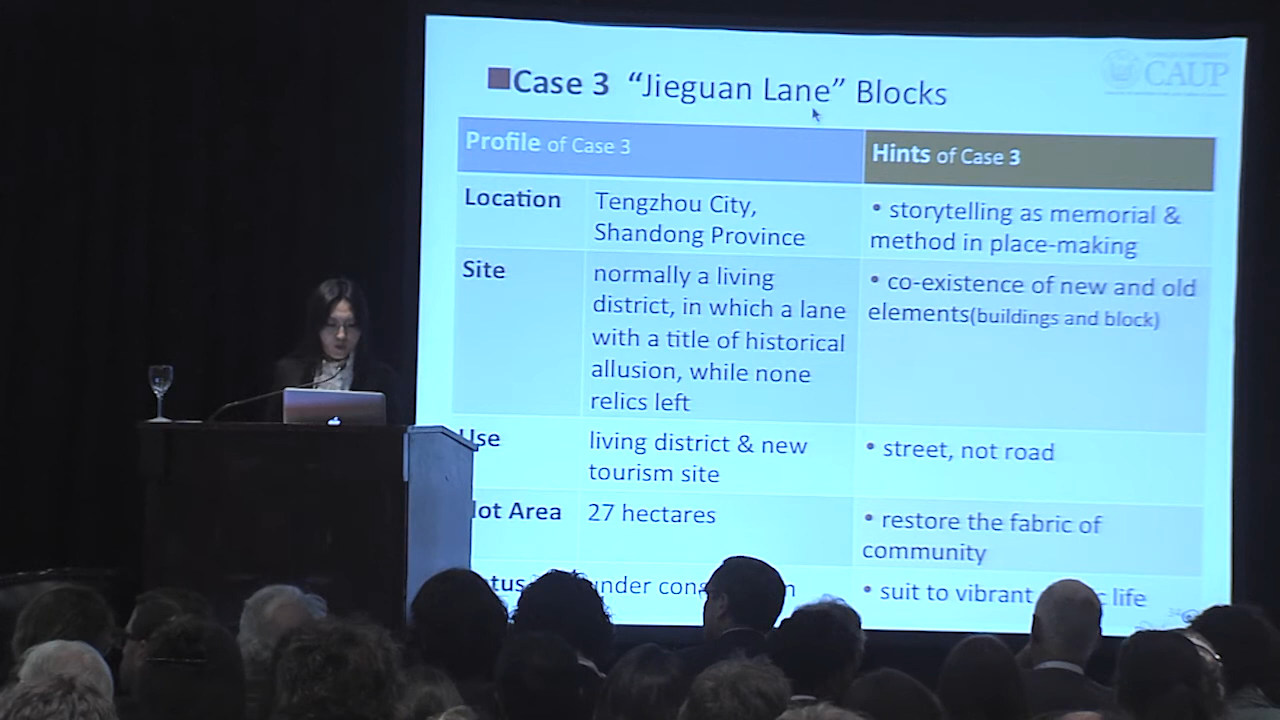 Case 3 “Jieguan Lane” Blocks
CAUP
Profile of Case 3
Hints of Case 3
Location
Tengzhou City,
Shandong Province
• storytelling as memorial &
method in place-making
Site
normally a living
district, in which a lane
with a title of historical
allusion, while none
relics left
• co-existence of new and old
elements(buildings and block)
Use
living district & new
tourism site
• street, not road
lot Area
27 hectares
• restore the fabric of
community
under
• suit to vibrant life